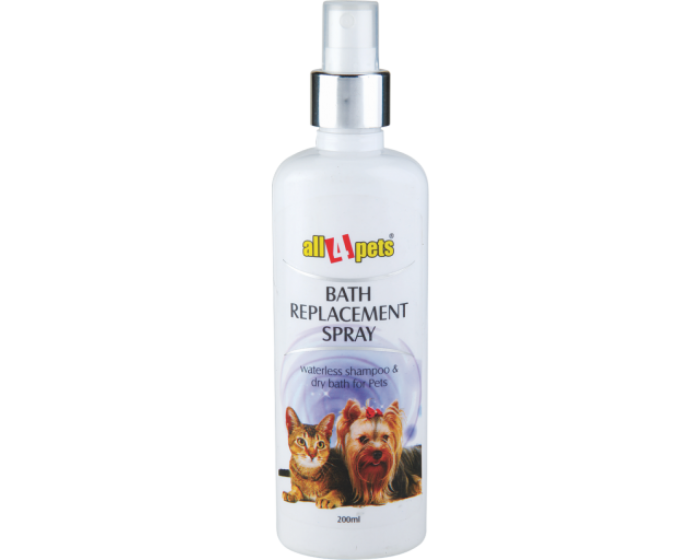 all4pets®
BATH
REPLACEMENT
SPRAY
waterless shampoo &
dry bath for Pets
200ml